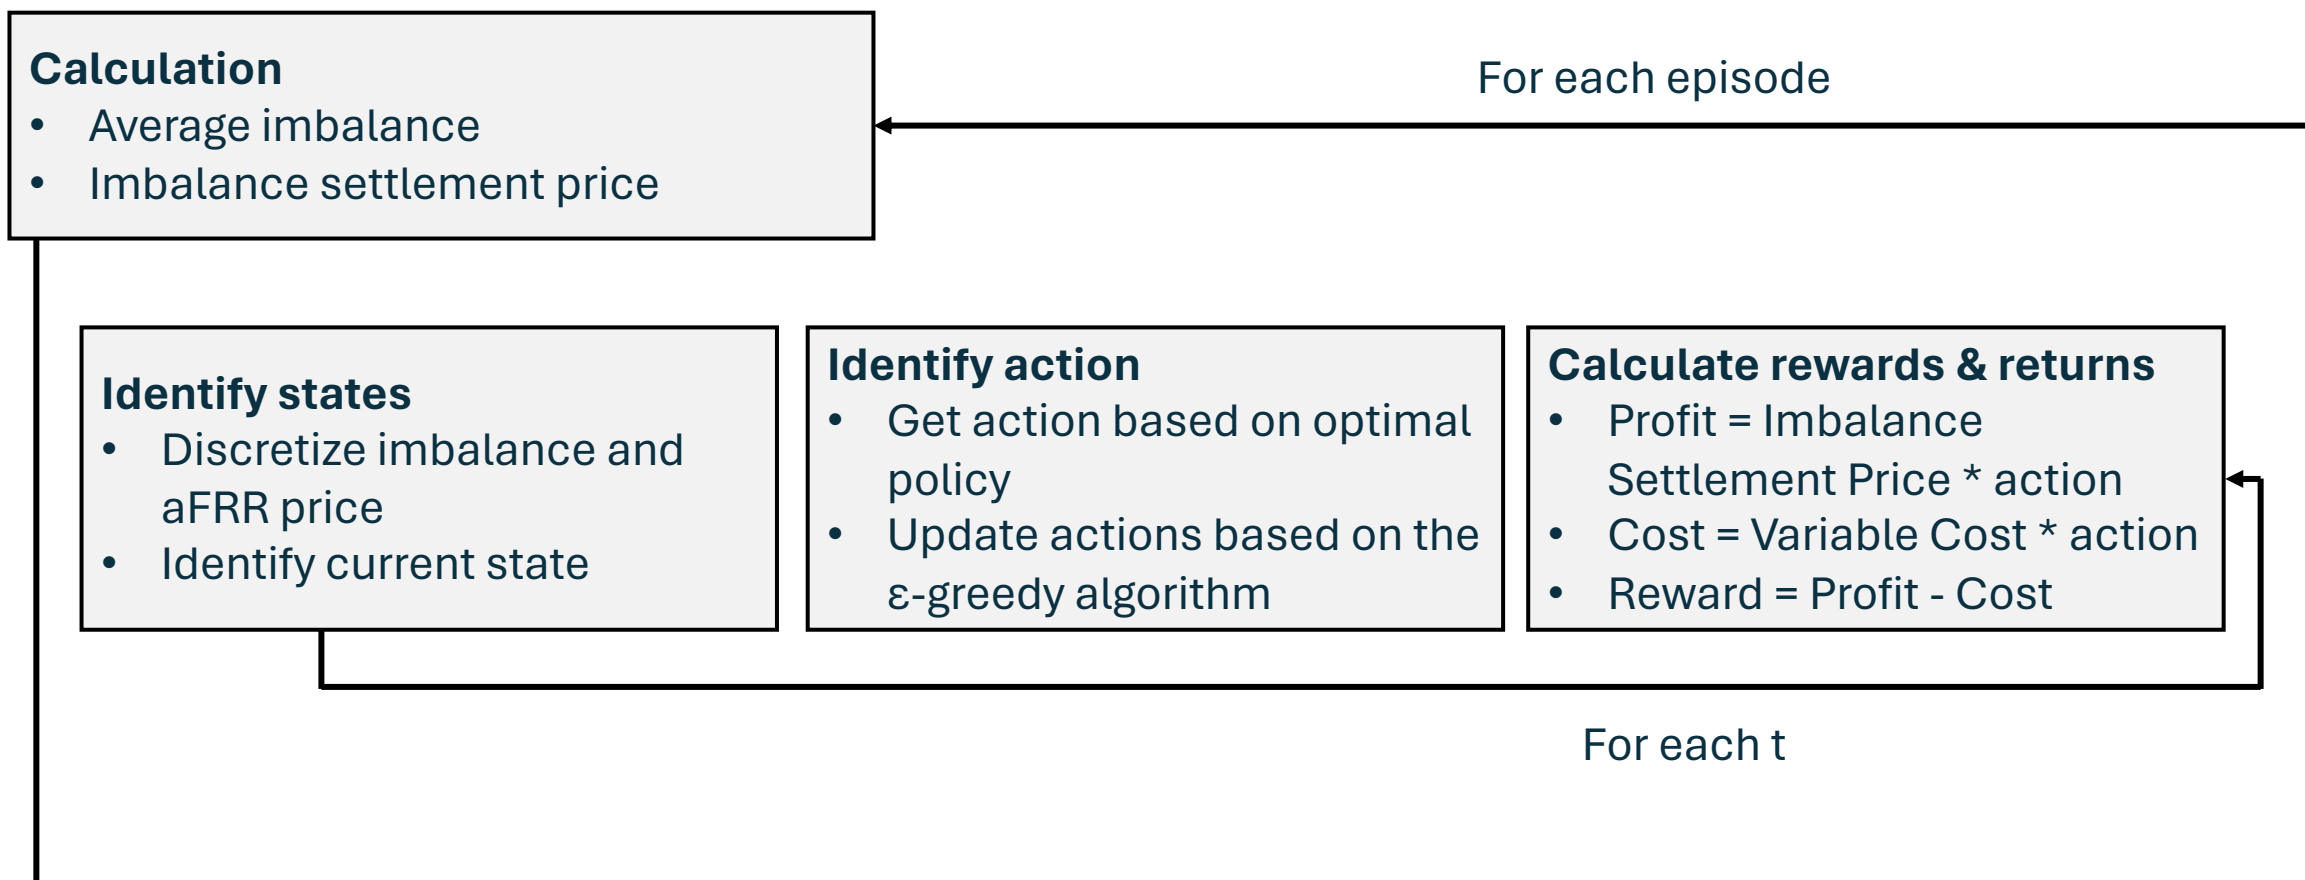 Calculation
• Average imbalance
• Imbalance settlement price
For each episode
Identify states
• Discretize imbalance and
aFRR price
• Identify current state
Identify action
• Get action based on optimal
policy
• Update actions based on the
ε-greedy algorithm
Calculate rewards & returns
• Profit = Imbalance
Settlement Price * action
• Cost = Variable Cost * action
• Reward = Profit - Cost
For each t